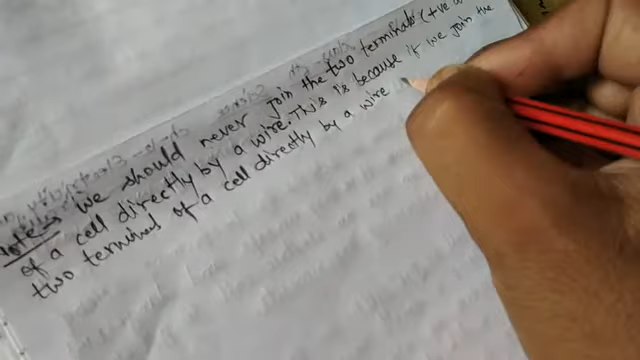 Note:- We should never join the two terminals (+ve
of a cell directly by a wire. This is because if we join the
two terminal of a cell directly by a wire